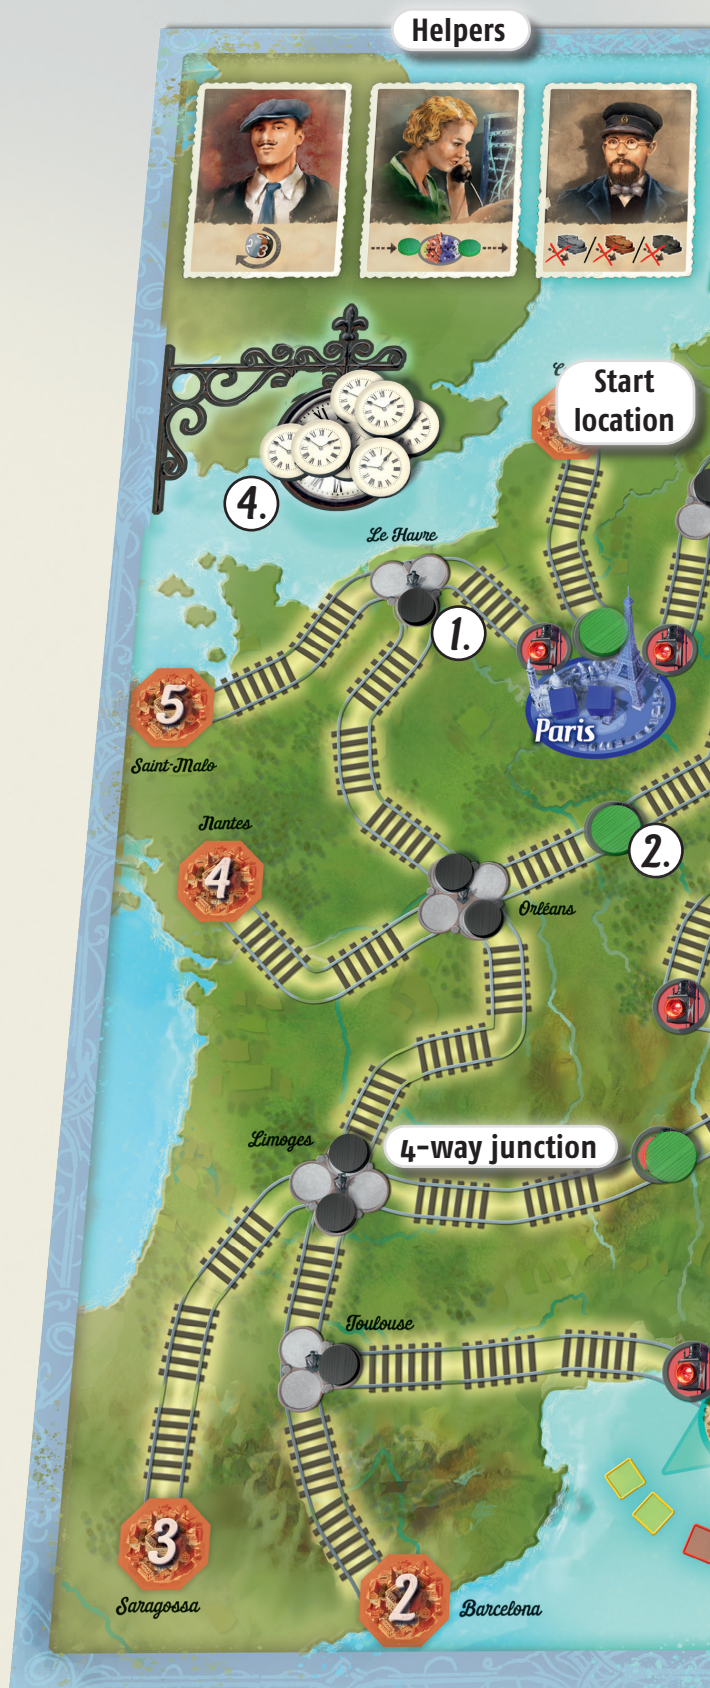 Helpers
Start
location
4.
Le Havre
1.
Paris
5
Saint-Malo
Nantes
4
2.
Orléans
Limoges
4-way junction
Toulouse
3
Saragossa
2
Barcelona